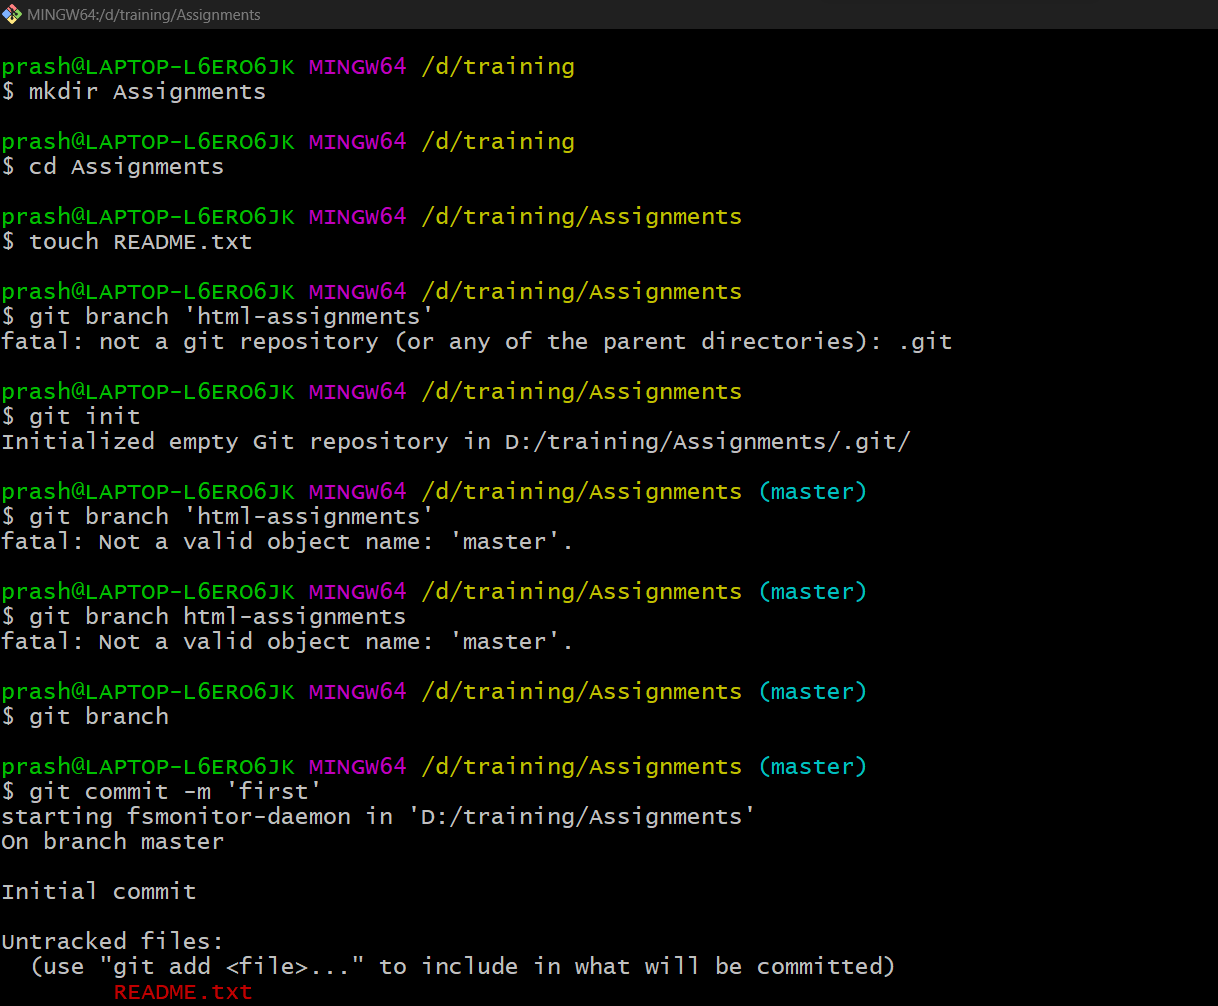 MINGW64:/d/training/Assignments
prash@LAPTOP-L6ERO6JK MINGW64 /d/training
$ mkdir Assignments
prash@LAPTOP-L6ERO6JK MINGW64 /d/training
$ cd Assignments
prash@LAPTOP-L6ERO6JK MINGW64 /d/training/Assignments
$ touch README.txt
prash@LAPTOP-L6ERO6JK MINGW64 /d/training/Assignments
$ git branch 'html-assignments'
fatal: not a git repository (or any of the parent directories): .git
prash@LAPTOP-L6ERO6JK MINGW64 /d/training/Assignments
$ git init
Initialized empty Git repository in D:/training/Assignments/.git/
prash@LAPTOP-L6ERO6JK MINGW64 /d/training/Assignments (master)
$ git branch 'html-assignments'
fatal: Not a valid object name: 'master'.
prash@LAPTOP-L6ERO6JK MINGW64 /d/training/Assignments (master)
$ git branch html-assignments
fatal: Not a valid object name: 'master'.
prash@LAPTOP-L6ERO6JK MINGW64 /d/training/Assignments (master)
$ git branch
prash@LAPTOP-L6ERO6JK MINGW64 /d/training/Assignments (master)
$ git commit -m 'first'
starting fsmonitor-daemon in 'D:/training/Assignments'
On branch master
Initial commit
Untracked files:
(use "git add <file>..." to include in what will be committed)
README.txt